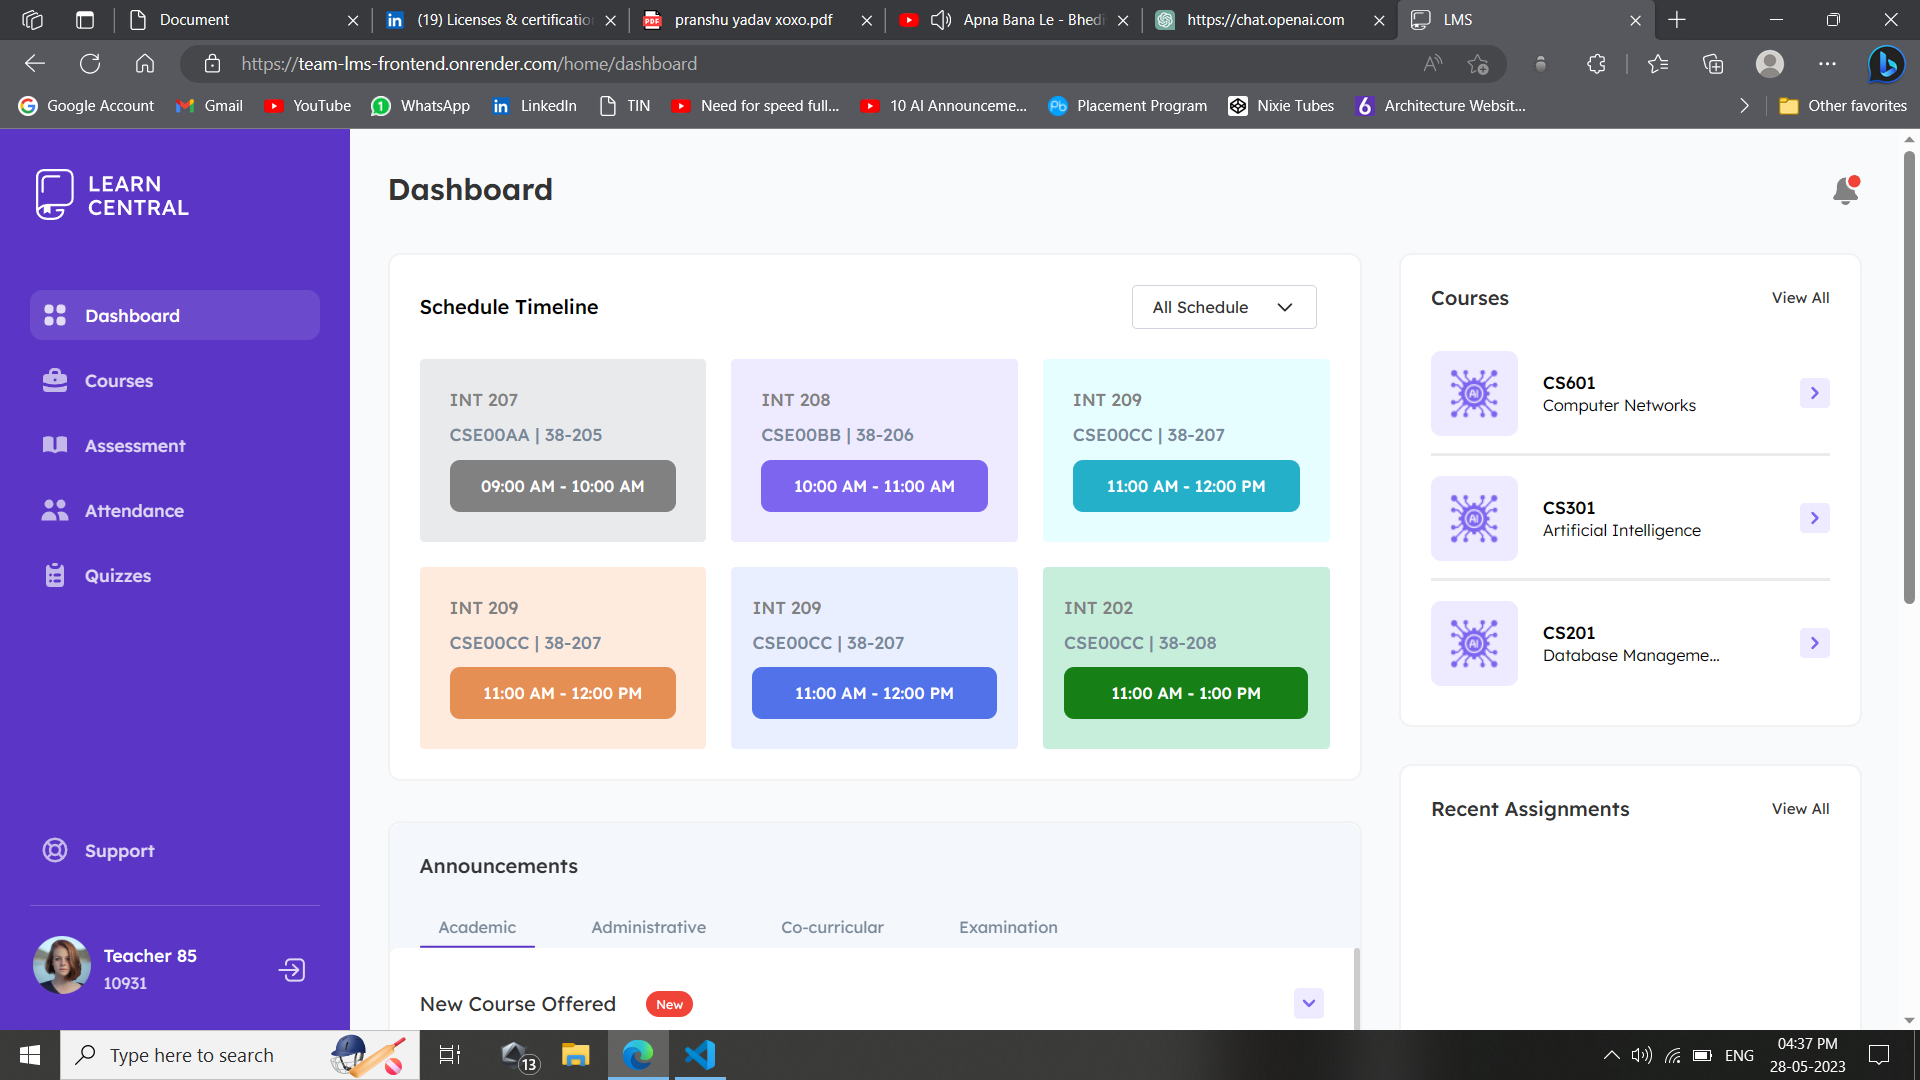 Document
(19) Licenses & certificatio
pranshu yadav xoxo.pdf
Apna Bana Le - Bhedi
https://chat.openai.com
LMS
https://team-lms-frontend.onrender.com/home/dashboard
Google Account
Gmail
YouTube
WhatsApp
LinkedIn
TIN
Need for speed full...
10 AI Announceme...
Placement Program
Nixie Tubes
Architecture Websit...
Other favorites
LEARN
CENTRAL
Dashboard
Courses
Assessment
Attendance
Quizzes
Support
Teacher 85
10931
Dashboard
Schedule Timeline
All Schedule
INT 207
CSE00AA | 38-205
09:00 AM - 10:00 AM
INT 208
CSE00BB | 38-206
10:00 AM - 11:00 AM
INT 209
CSE00CC | 38-207
11:00 AM - 12:00 PM
INT 209
CSE00CC | 38-207
11:00 AM - 12:00 PM
INT 209
CSE00CC | 38-207
11:00 AM - 12:00 PM
INT 202
CSE00CC | 38-208
11:00 AM - 1:00 PM
Announcements
Academic
Administrative
Co-curricular
Examination
New Course Offered
New
Courses
View All
AI
CS601
Computer Networks
AI
CS301
Artificial Intelligence
AI
CS201
Database Manageme...
Recent Assignments
View All
Type here to search
13
ENG
04:37 PM
28-05-2023